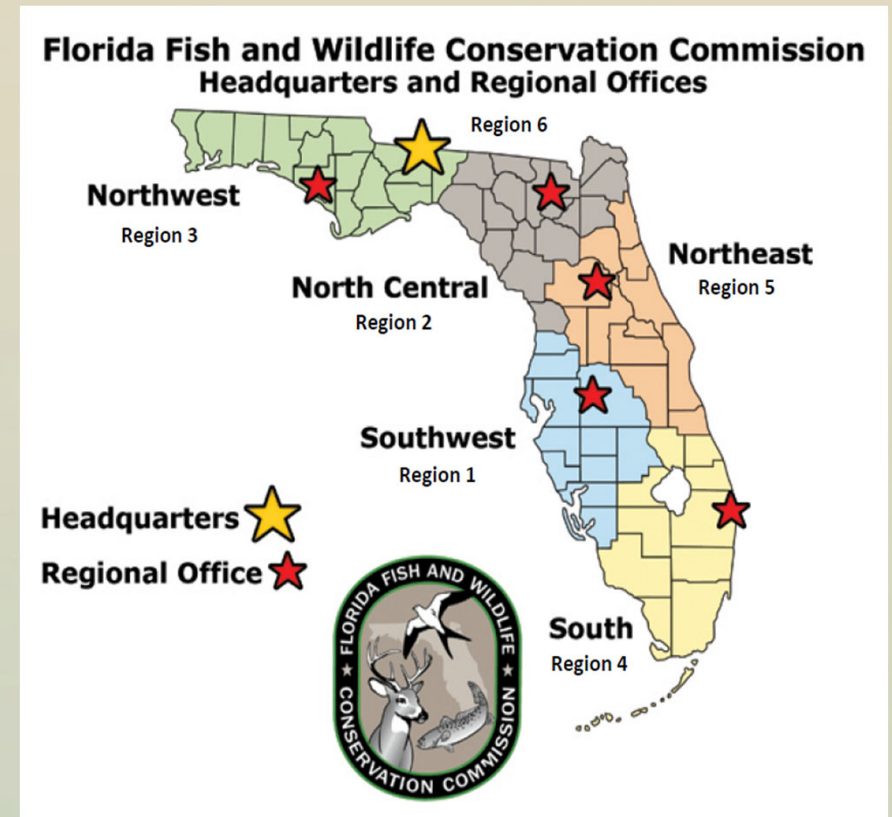 Florida Fish and Wildlife Conservation Commission
Headquarters and Regional Offices
Region 6
Northwest
Region 3
Northeast
Region 5
North Central
Region 2
Southwest
Region 1
Headquarters
Regional Office
South
Region 4
FLORIDA FISH AND WILDLIFE
CONSERVATION COMMISSION